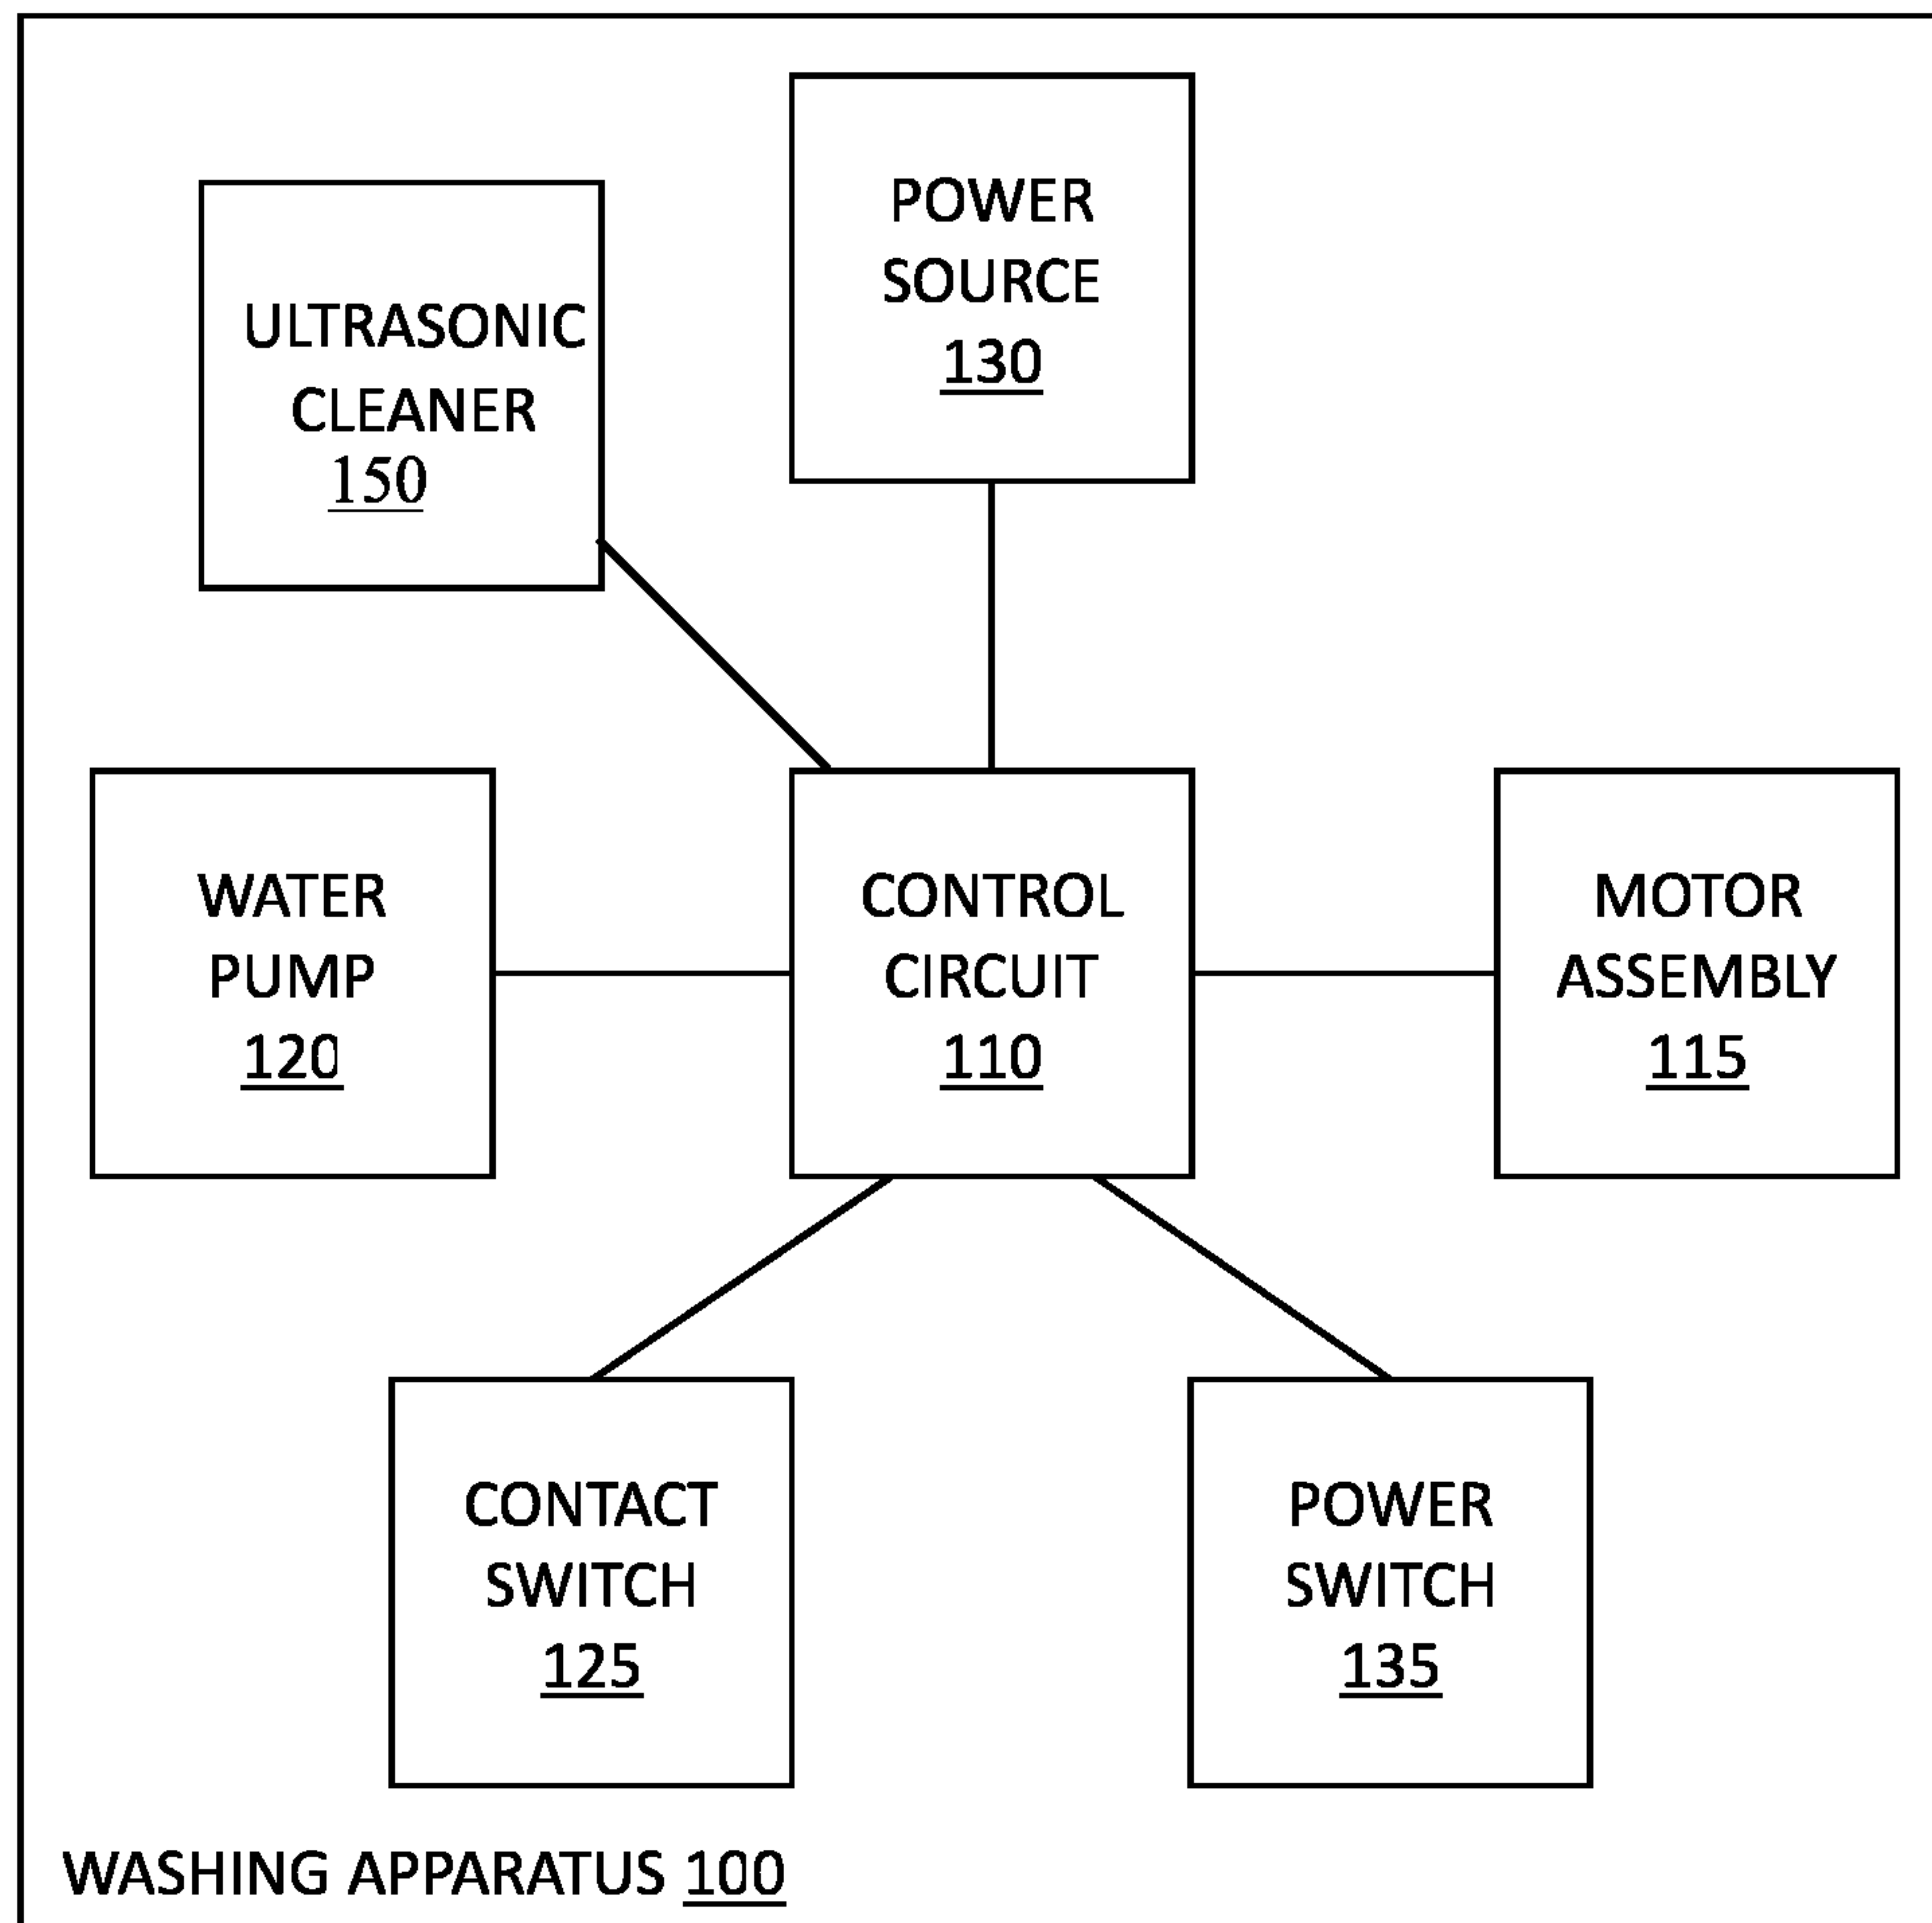 POWER
SOURCE
130
ULTRASONIC
CLEANER
150
WATER
PUMP
120
CONTROL
CIRCUIT
110
MOTOR
ASSEMBLY
115
CONTACT
SWITCH
125
POWER
SWITCH
135
WASHING APPARATUS 100